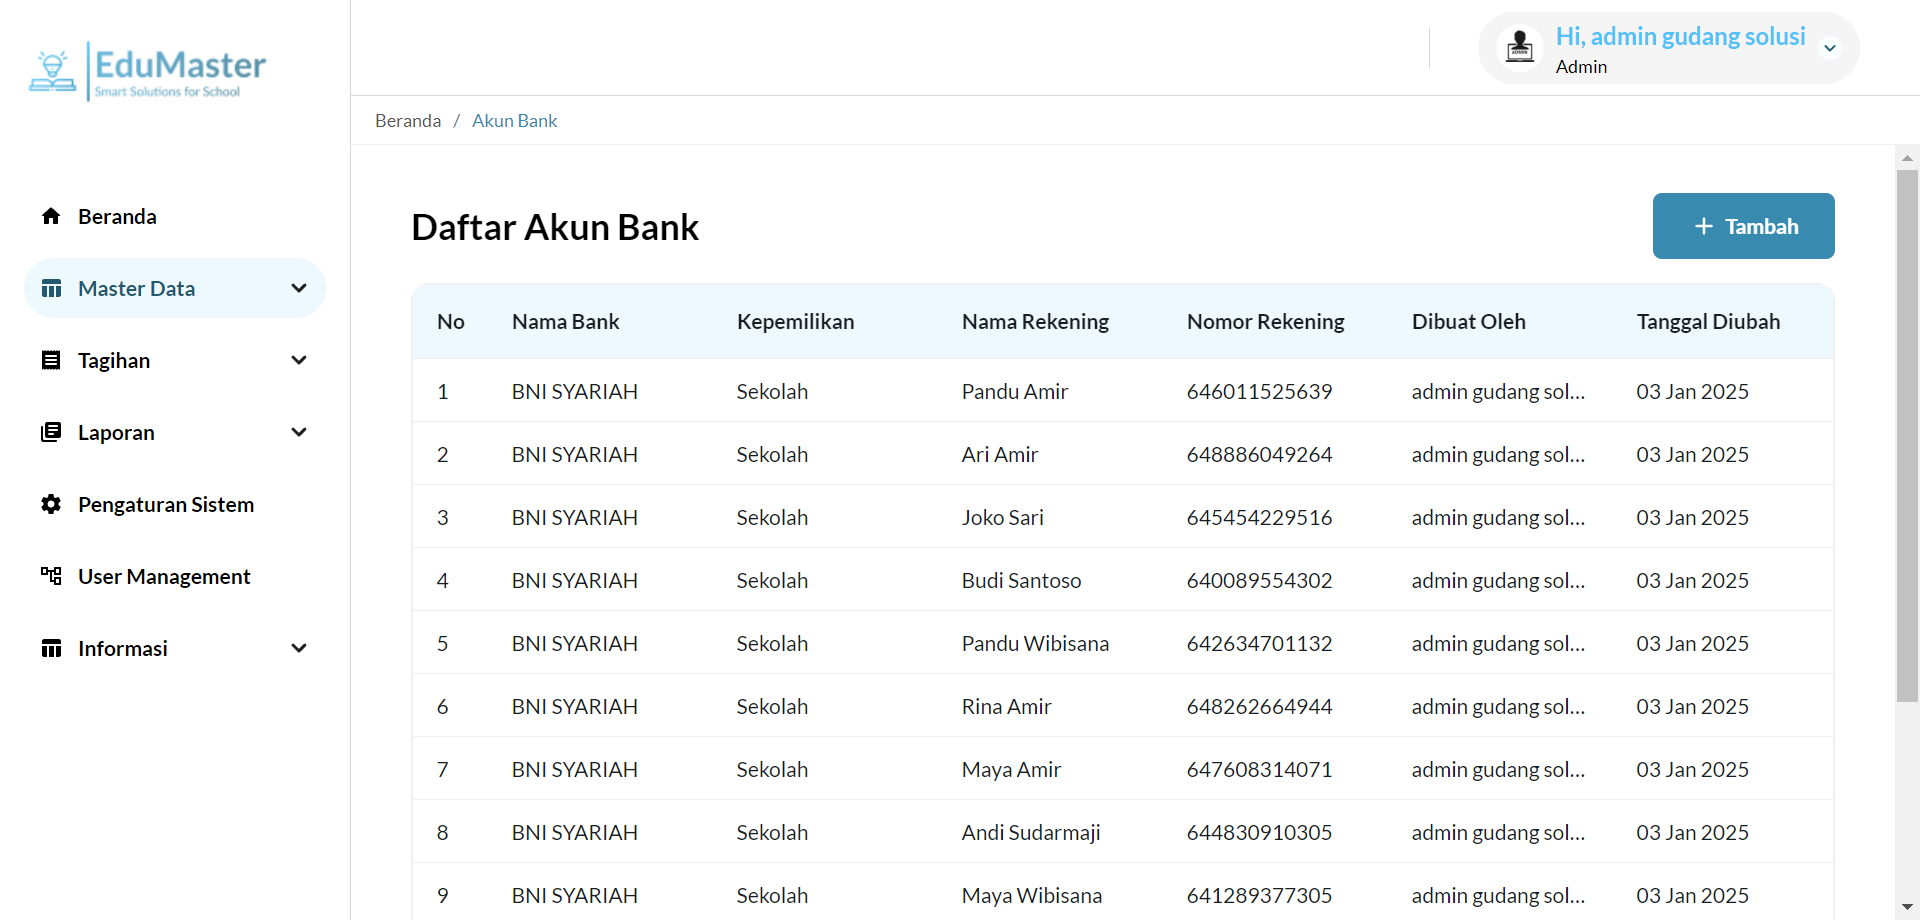 EduMaster
Smart Solutions for School
Hi, admin gudang solusi
Admin
ADMIN
Beranda / Akun Bank
Beranda
Master Data
Tagihan
Laporan
Pengaturan Sistem
User Management
Informasi
Daftar Akun Bank
+ Tambah
No Nama Bank Kepemilikan Nama Rekening Nomor Rekening Dibuat Oleh Tanggal Diubah
1 BNI SYARIAH Sekolah Pandu Amir 646011525639 admin gudang sol... 03 Jan 2025
2 BNI SYARIAH Sekolah Ari Amir 648886049264 admin gudang sol... 03 Jan 2025
3 BNI SYARIAH Sekolah Joko Sari 645454229516 admin gudang sol... 03 Jan 2025
4 BNI SYARIAH Sekolah Budi Santoso 640089554302 admin gudang sol... 03 Jan 2025
5 BNI SYARIAH Sekolah Pandu Wibisana 642634701132 admin gudang sol... 03 Jan 2025
6 BNI SYARIAH Sekolah Rina Amir 648262664944 admin gudang sol... 03 Jan 2025
7 BNI SYARIAH Sekolah Maya Amir 647608314071 admin gudang sol... 03 Jan 2025
8 BNI SYARIAH Sekolah Andi Sudarmaji 644830910305 admin gudang sol... 03 Jan 2025
9 BNI SYARIAH Sekolah Maya Wibisana 641289377305 admin gudang sol... 03 Jan 2025